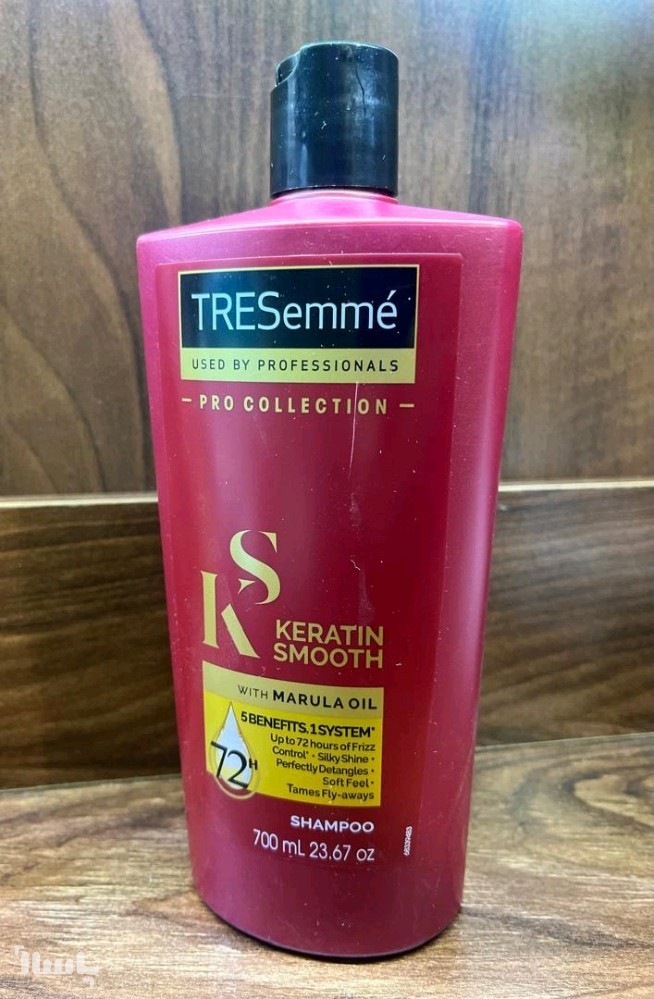 TRESemmé
USED BY PROFESSIONALS
– PRO COLLECTION –
KS
KERATIN
SMOOTH
WITH MARULA OIL
5 BENEFITS, 1 SYSTEM*
Up to 72 hours of Frizz
Control* • Silky Shine •
Perfectly Detangles •
Soft Feel •
Tames Fly-aways
72H
SHAMPOO
700 mL 23.67 oz
باسلام